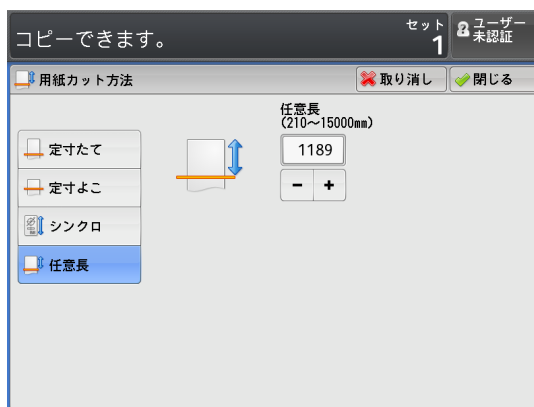 コピーできます。
セット
1
ユーザー
未認証
用紙カット方法
取り消し
閉じる
任意長
(210～15000mm)
1189
- +
定寸たて
定寸よこ
シンクロ
任意長